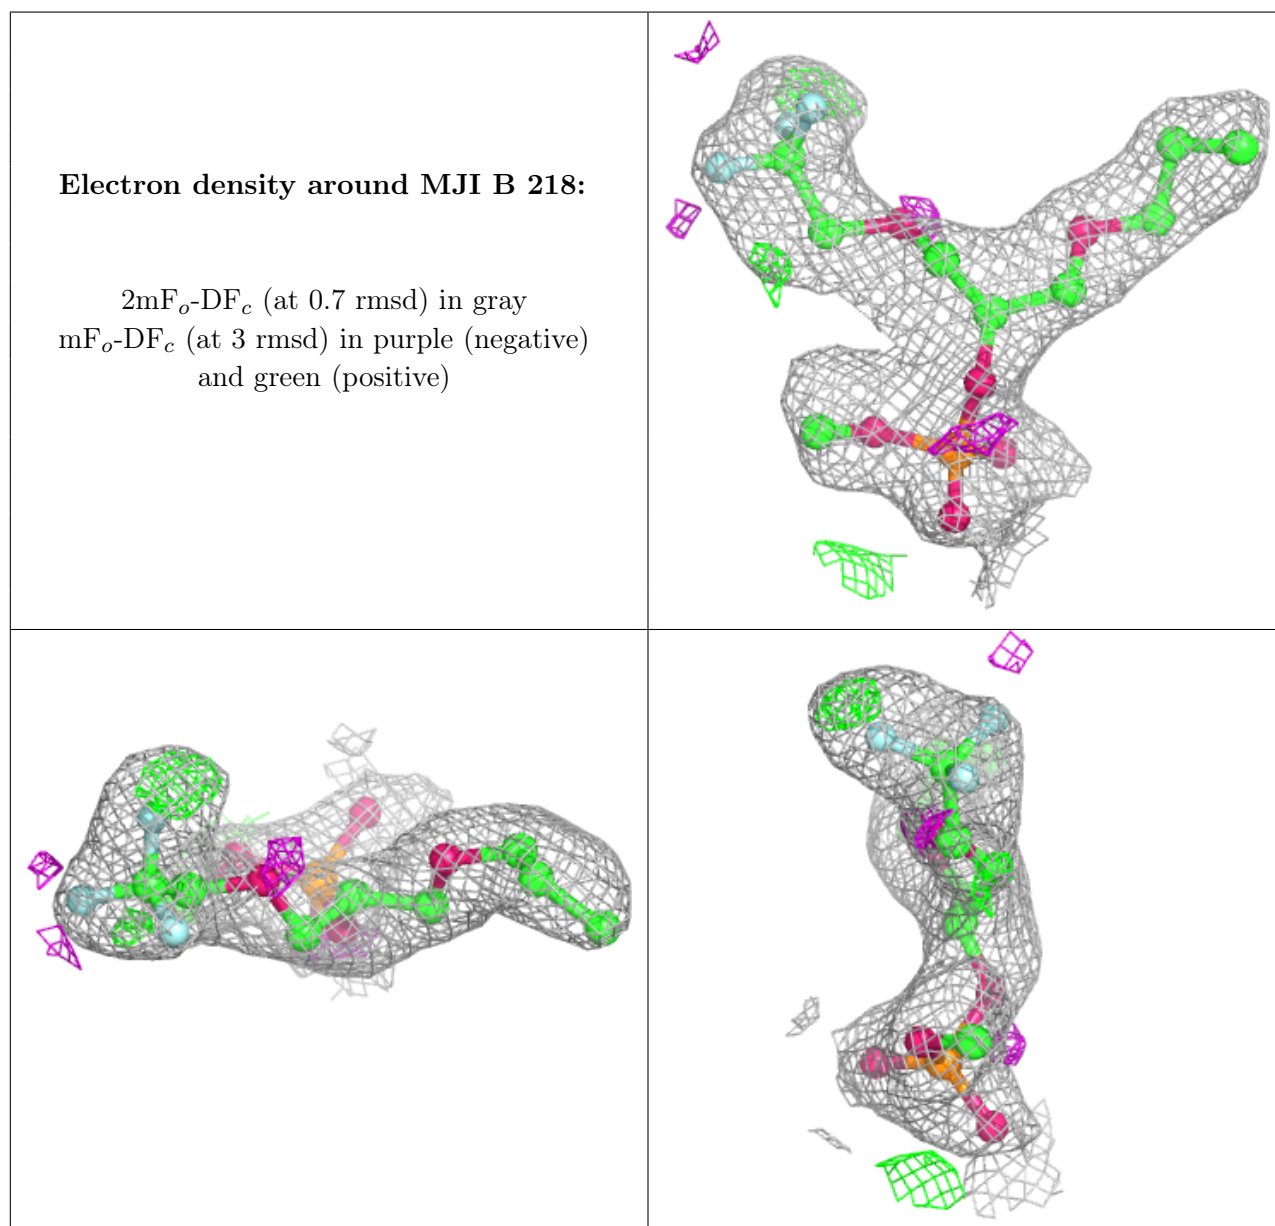 Electron density around MJI B 218:
2mFₒ-DF𝒸 (at 0.7 rmsd) in gray
mFₒ-DF𝒸 (at 3 rmsd) in purple (negative)
and green (positive)